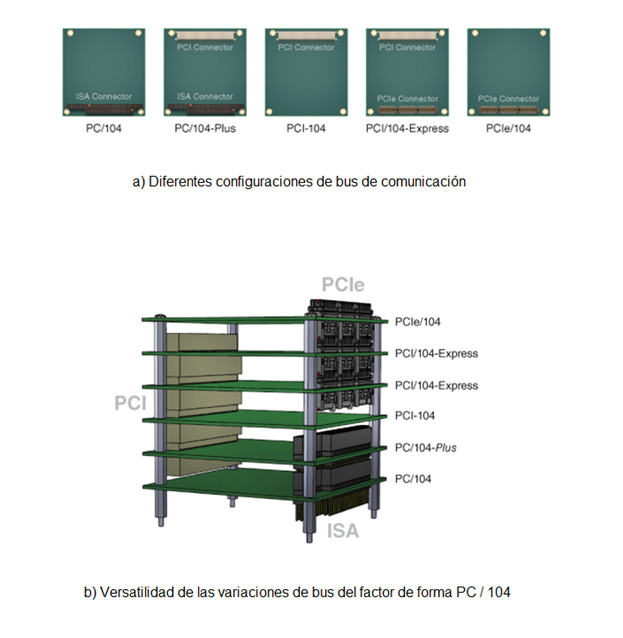 PCI Connector
PCI Connector
PCI Connector
ISA Connector
ISA Connector
PCIe Connector
PCIe Connector
PC/104
PC/104-Plus
PCI-104
PCI/104-Express
PCIe/104
a) Diferentes configuraciones de bus de comunicación
PCIe
PCIe/104
PCI/104-Express
PCI/104-Express
PCI
PCI-104
PC/104-Plus
PC/104
ISA
b) Versatilidad de las variaciones de bus del factor de forma PC / 104